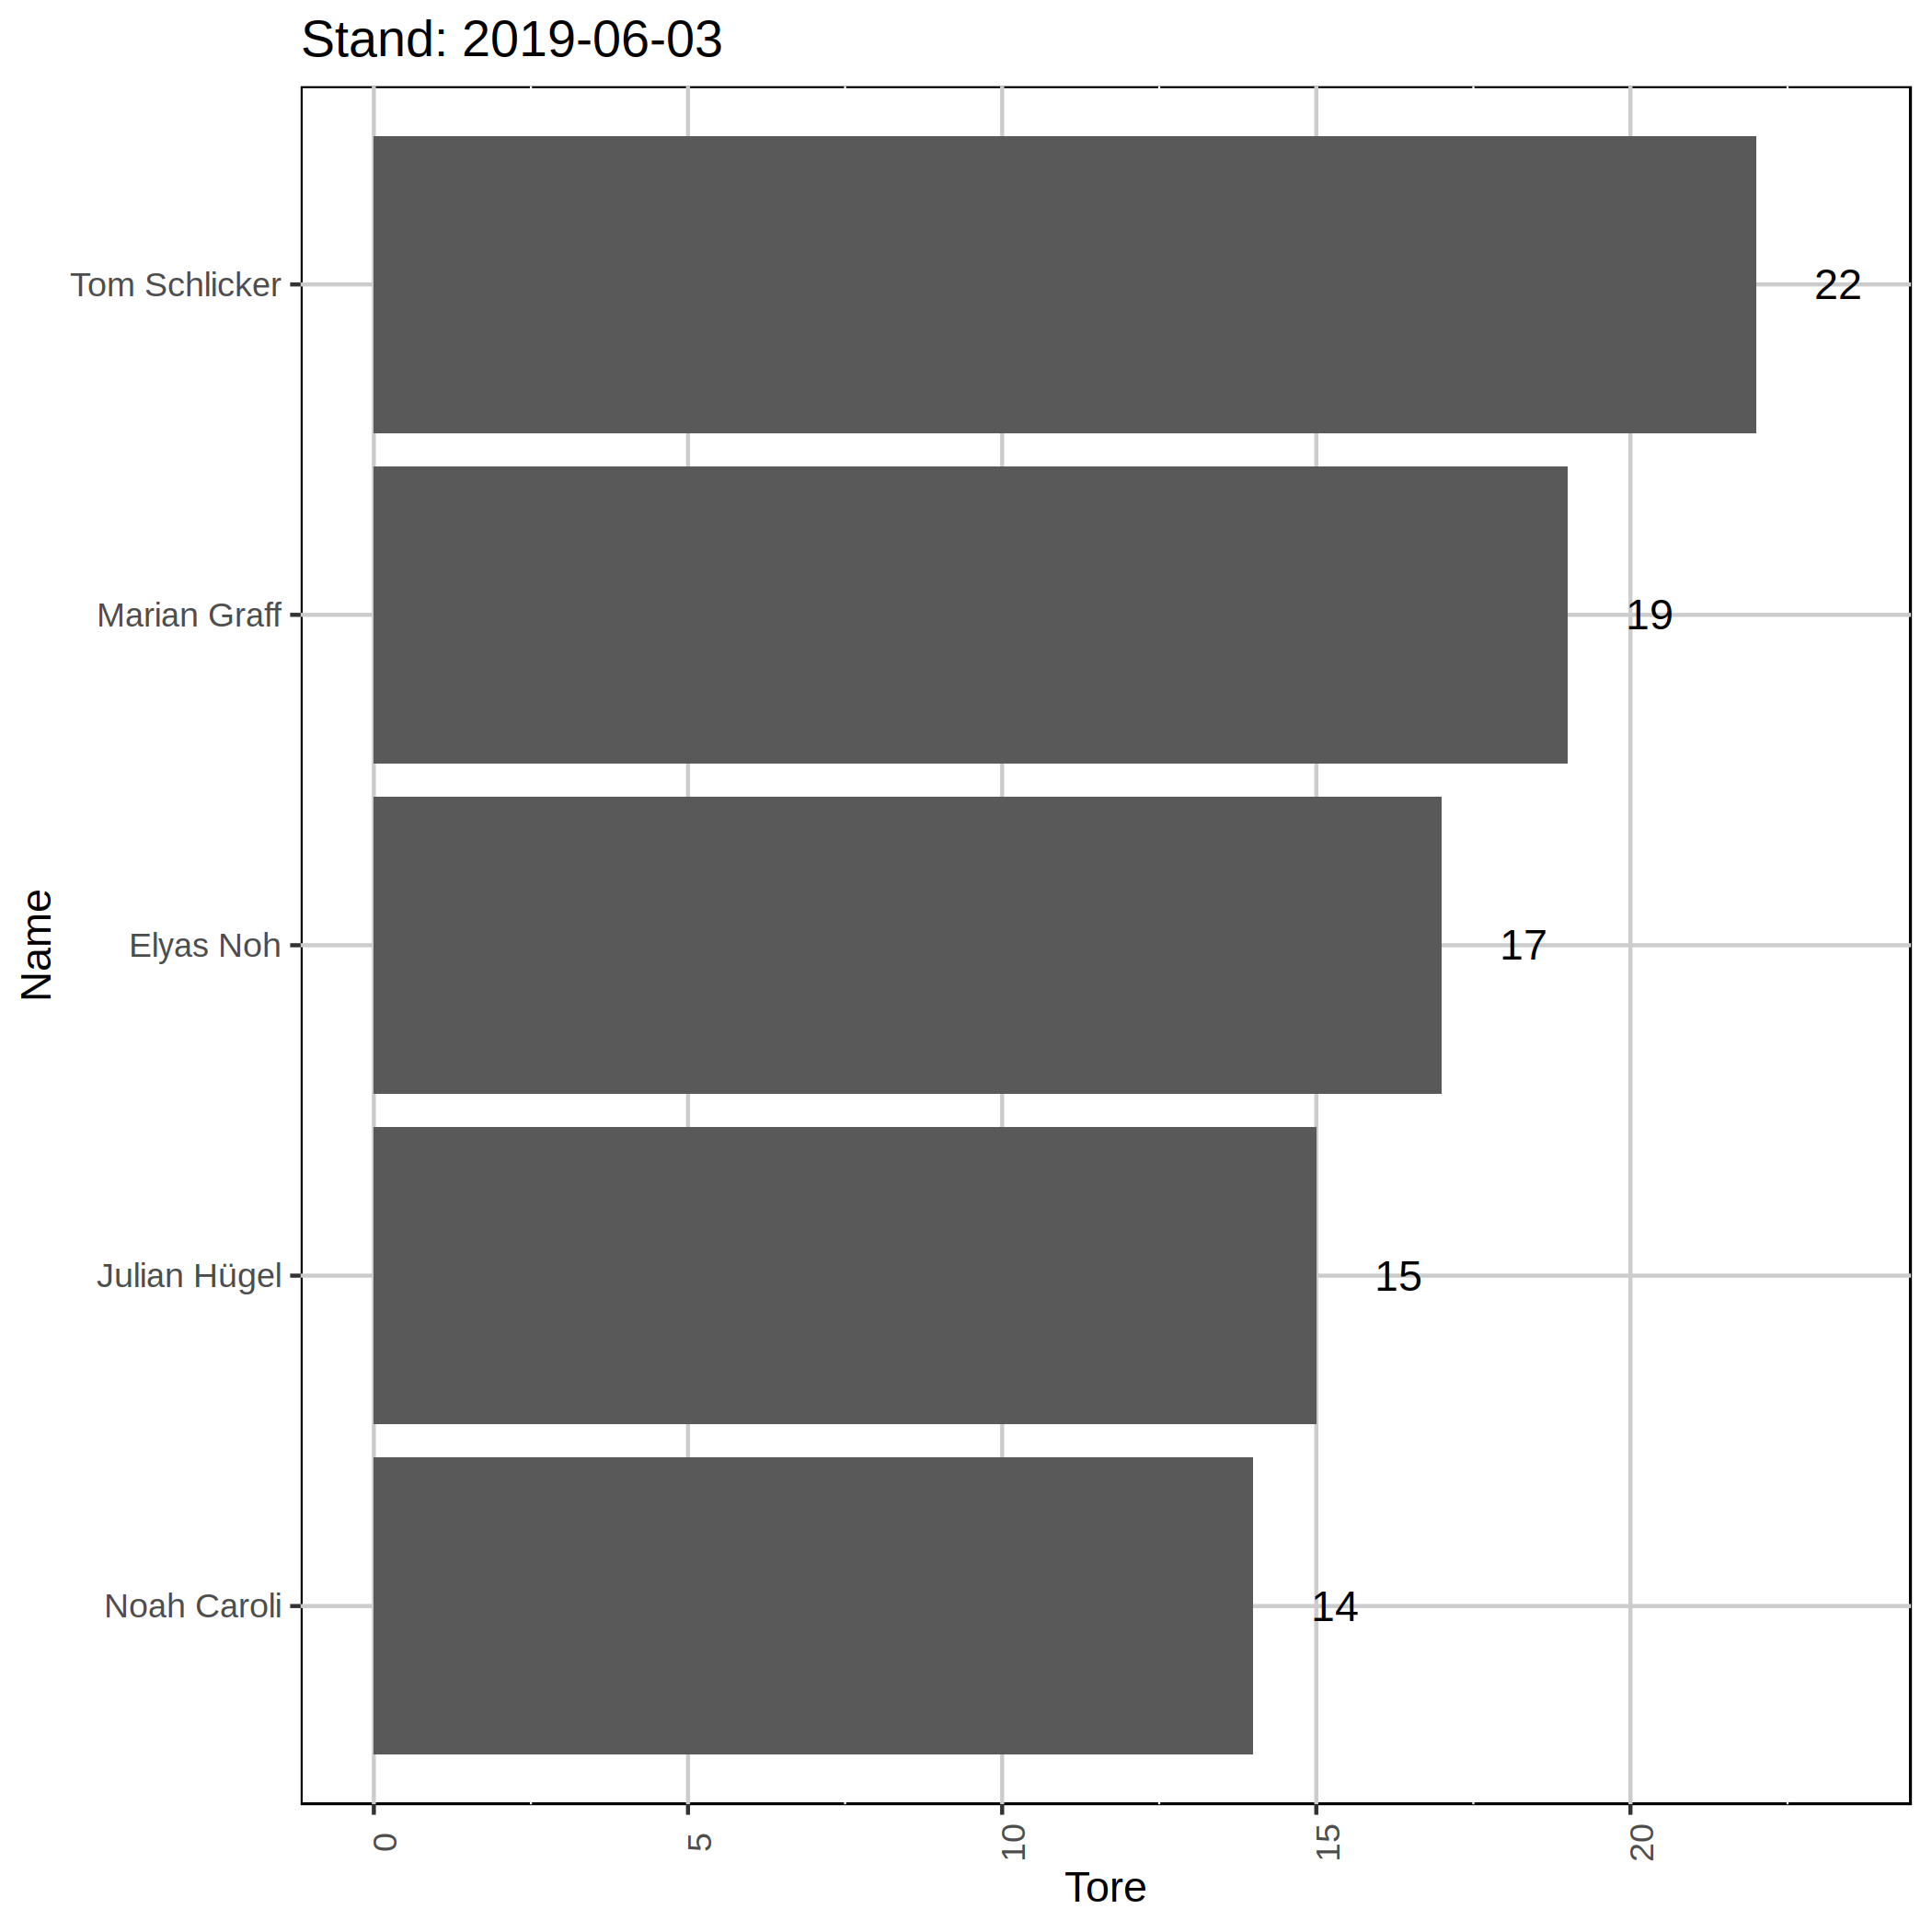 Stand: 2019-06-03
Tom Schlicker
22
Marian Graff
19
Elyas Noh
17
Julian Hügel
15
Noah Caroli
14
Name
0
5
10
15
20
Tore